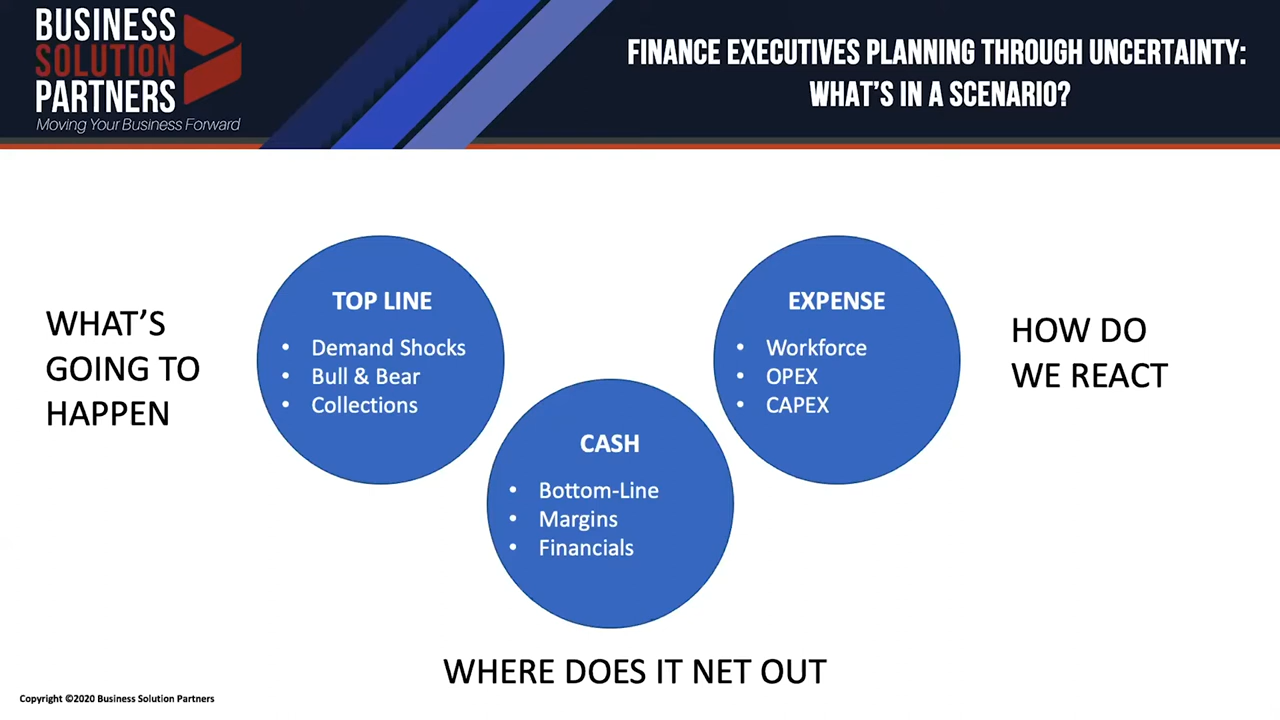 BUSINESS
SOLUTION
PARTNERS
Moving Your Business Forward
FINANCE EXECUTIVES PLANNING THROUGH UNCERTAINTY:
WHAT'S IN A SCENARIO?
WHAT'S
GOING TO
HAPPEN
TOP LINE
• Demand Shocks
• Bull & Bear
• Collections
CASH
• Bottom-Line
• Margins
• Financials
EXPENSE
• Workforce
• OPEX
• CAPEX
HOW DO
WE REACT
WHERE DOES IT NET OUT
Copyright ©2020 Business Solution Partners